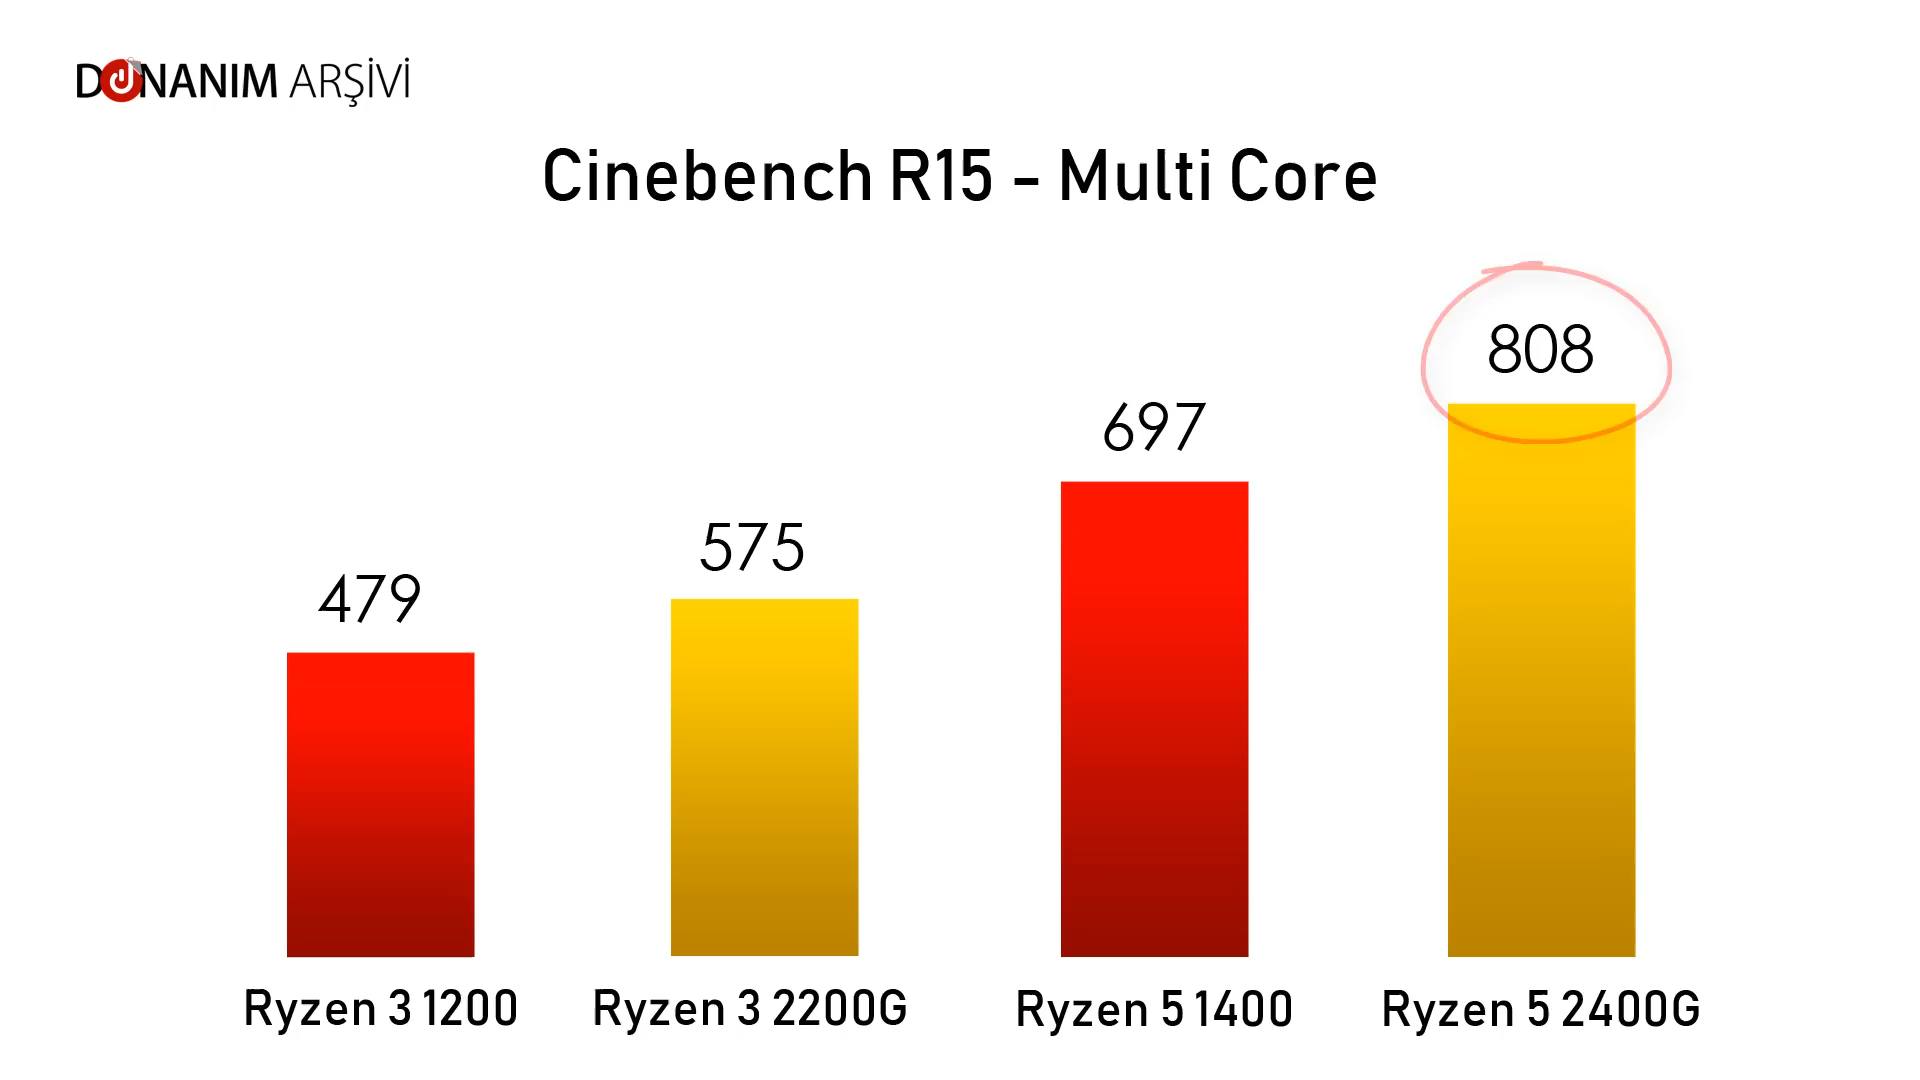 DONANIM ARŞİVİ
Cinebench R15 - Multi Core
808
697
575
479
Ryzen 3 1200
Ryzen 3 2200G
Ryzen 5 1400
Ryzen 5 2400G